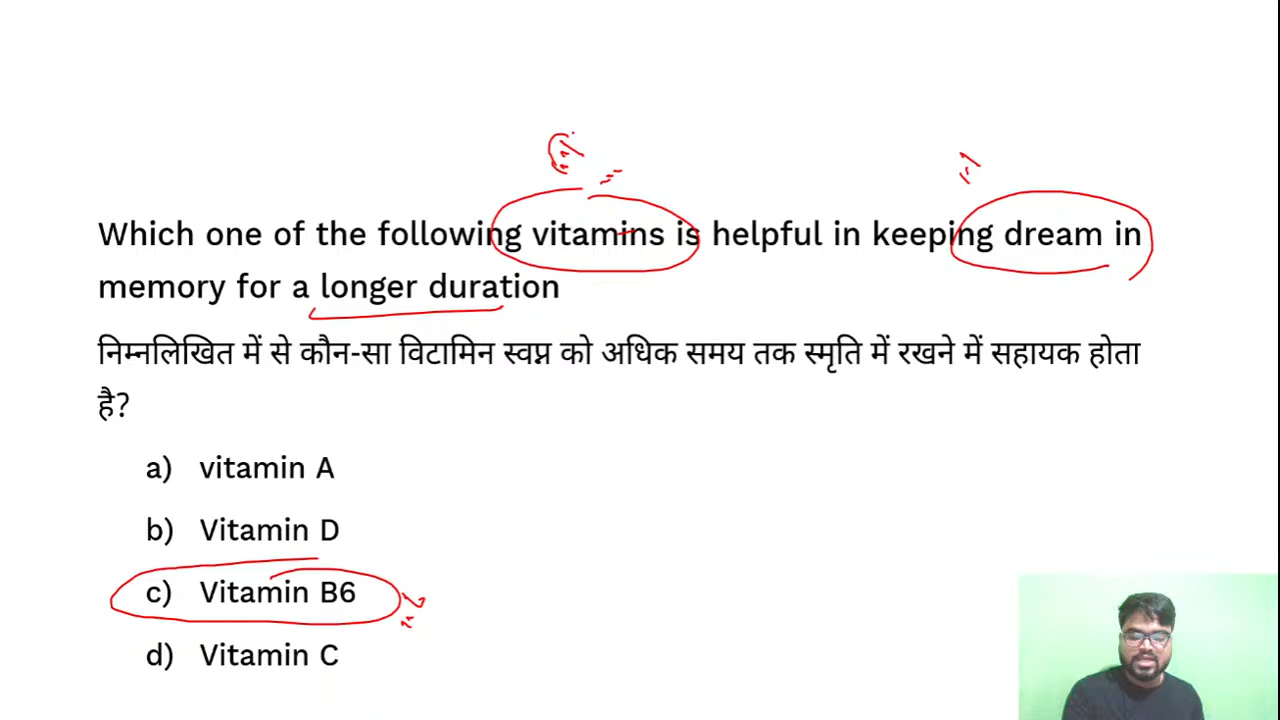 Which one of the following vitamins is helpful in keeping dream in
memory for a longer duration
निम्नलिखित में से कौन-सा विटामिन स्वप्न को अधिक समय तक स्मृति में रखने में सहायक होता
है?
a) vitamin A
b) Vitamin D
c) Vitamin B6
d) Vitamin C